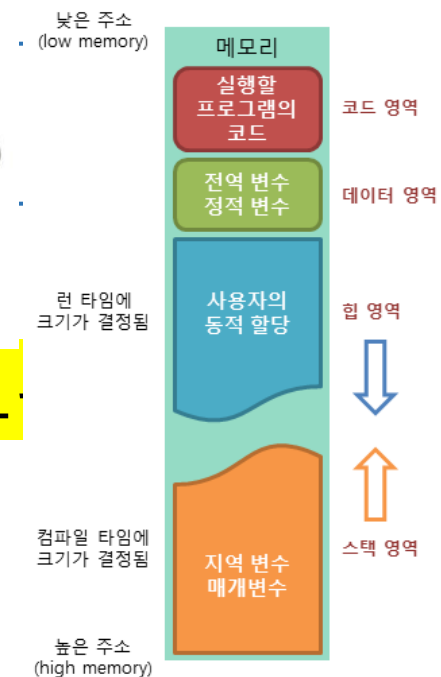 낮은 주소
(low memory)
메모리
실행할
프로그램의
코드
코드 영역
전역 변수
정적 변수
데이터 영역
런 타임에
크기가 결정됨
사용자의
동적 할당
힙 영역
컴파일 타임에
크기가 결정됨
지역 변수
매개변수
스택 영역
높은 주소
(high memory)